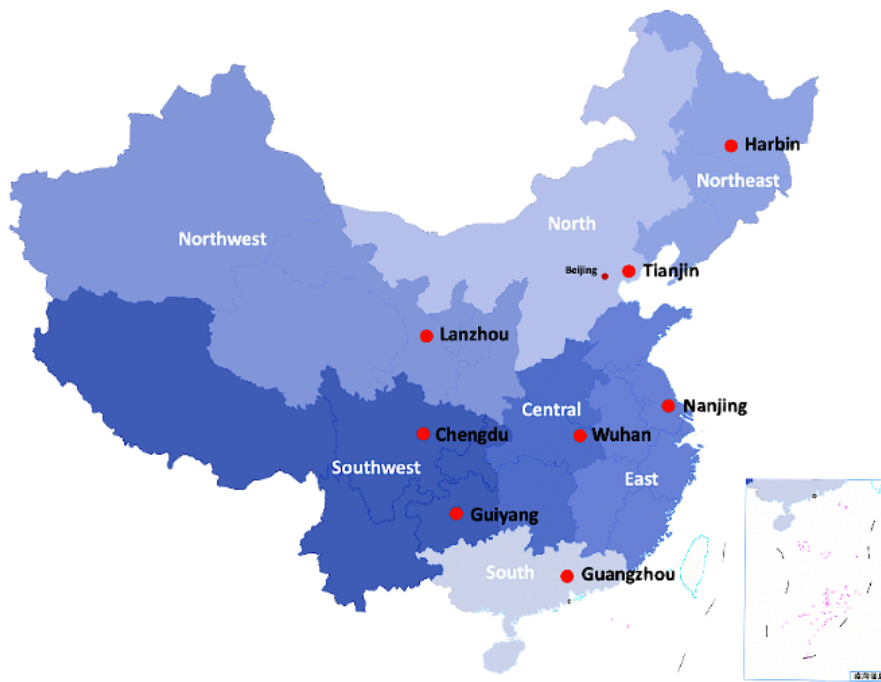 Harbin
Northeast
North
Northwest
Beijing
Tianjin
Lanzhou
Central
Nanjing
Chengdu
Wuhan
Southwest
East
Guiyang
South
Guangzhou